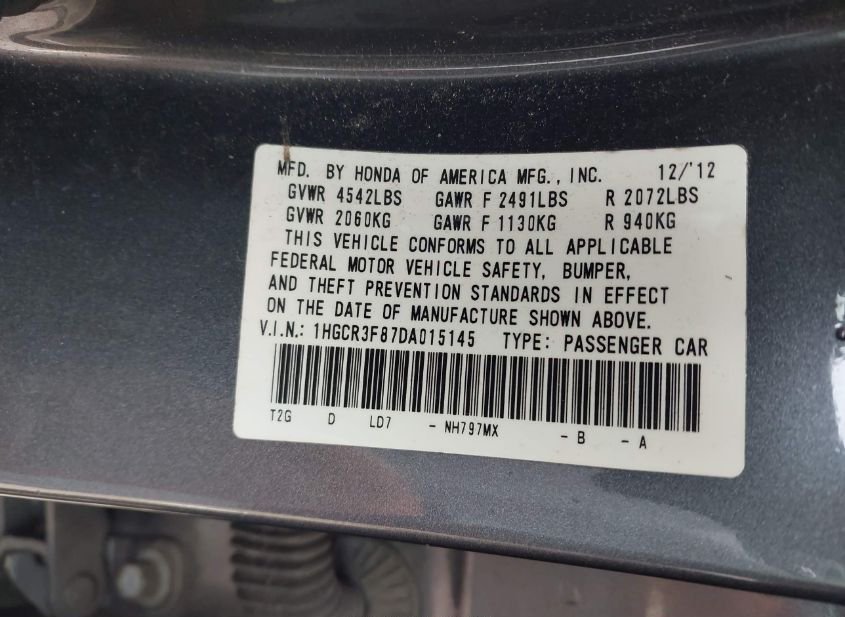 MFD. BY HONDA OF AMERICA MFG., INC. 12/'12
GVWR 4542LBS GAWR F 2491LBS R 2072LBS
GVWR 2060KG GAWR F 1130KG R 940KG
THIS VEHICLE CONFORMS TO ALL APPLICABLE
FEDERAL MOTOR VEHICLE SAFETY, BUMPER,
AND THEFT PREVENTION STANDARDS IN EFFECT
ON THE DATE OF MANUFACTURE SHOWN ABOVE.
V.I.N.: 1HGCR3F87DA015145 TYPE: PASSENGER CAR
T2G D LD7 - NH797MX - B - A